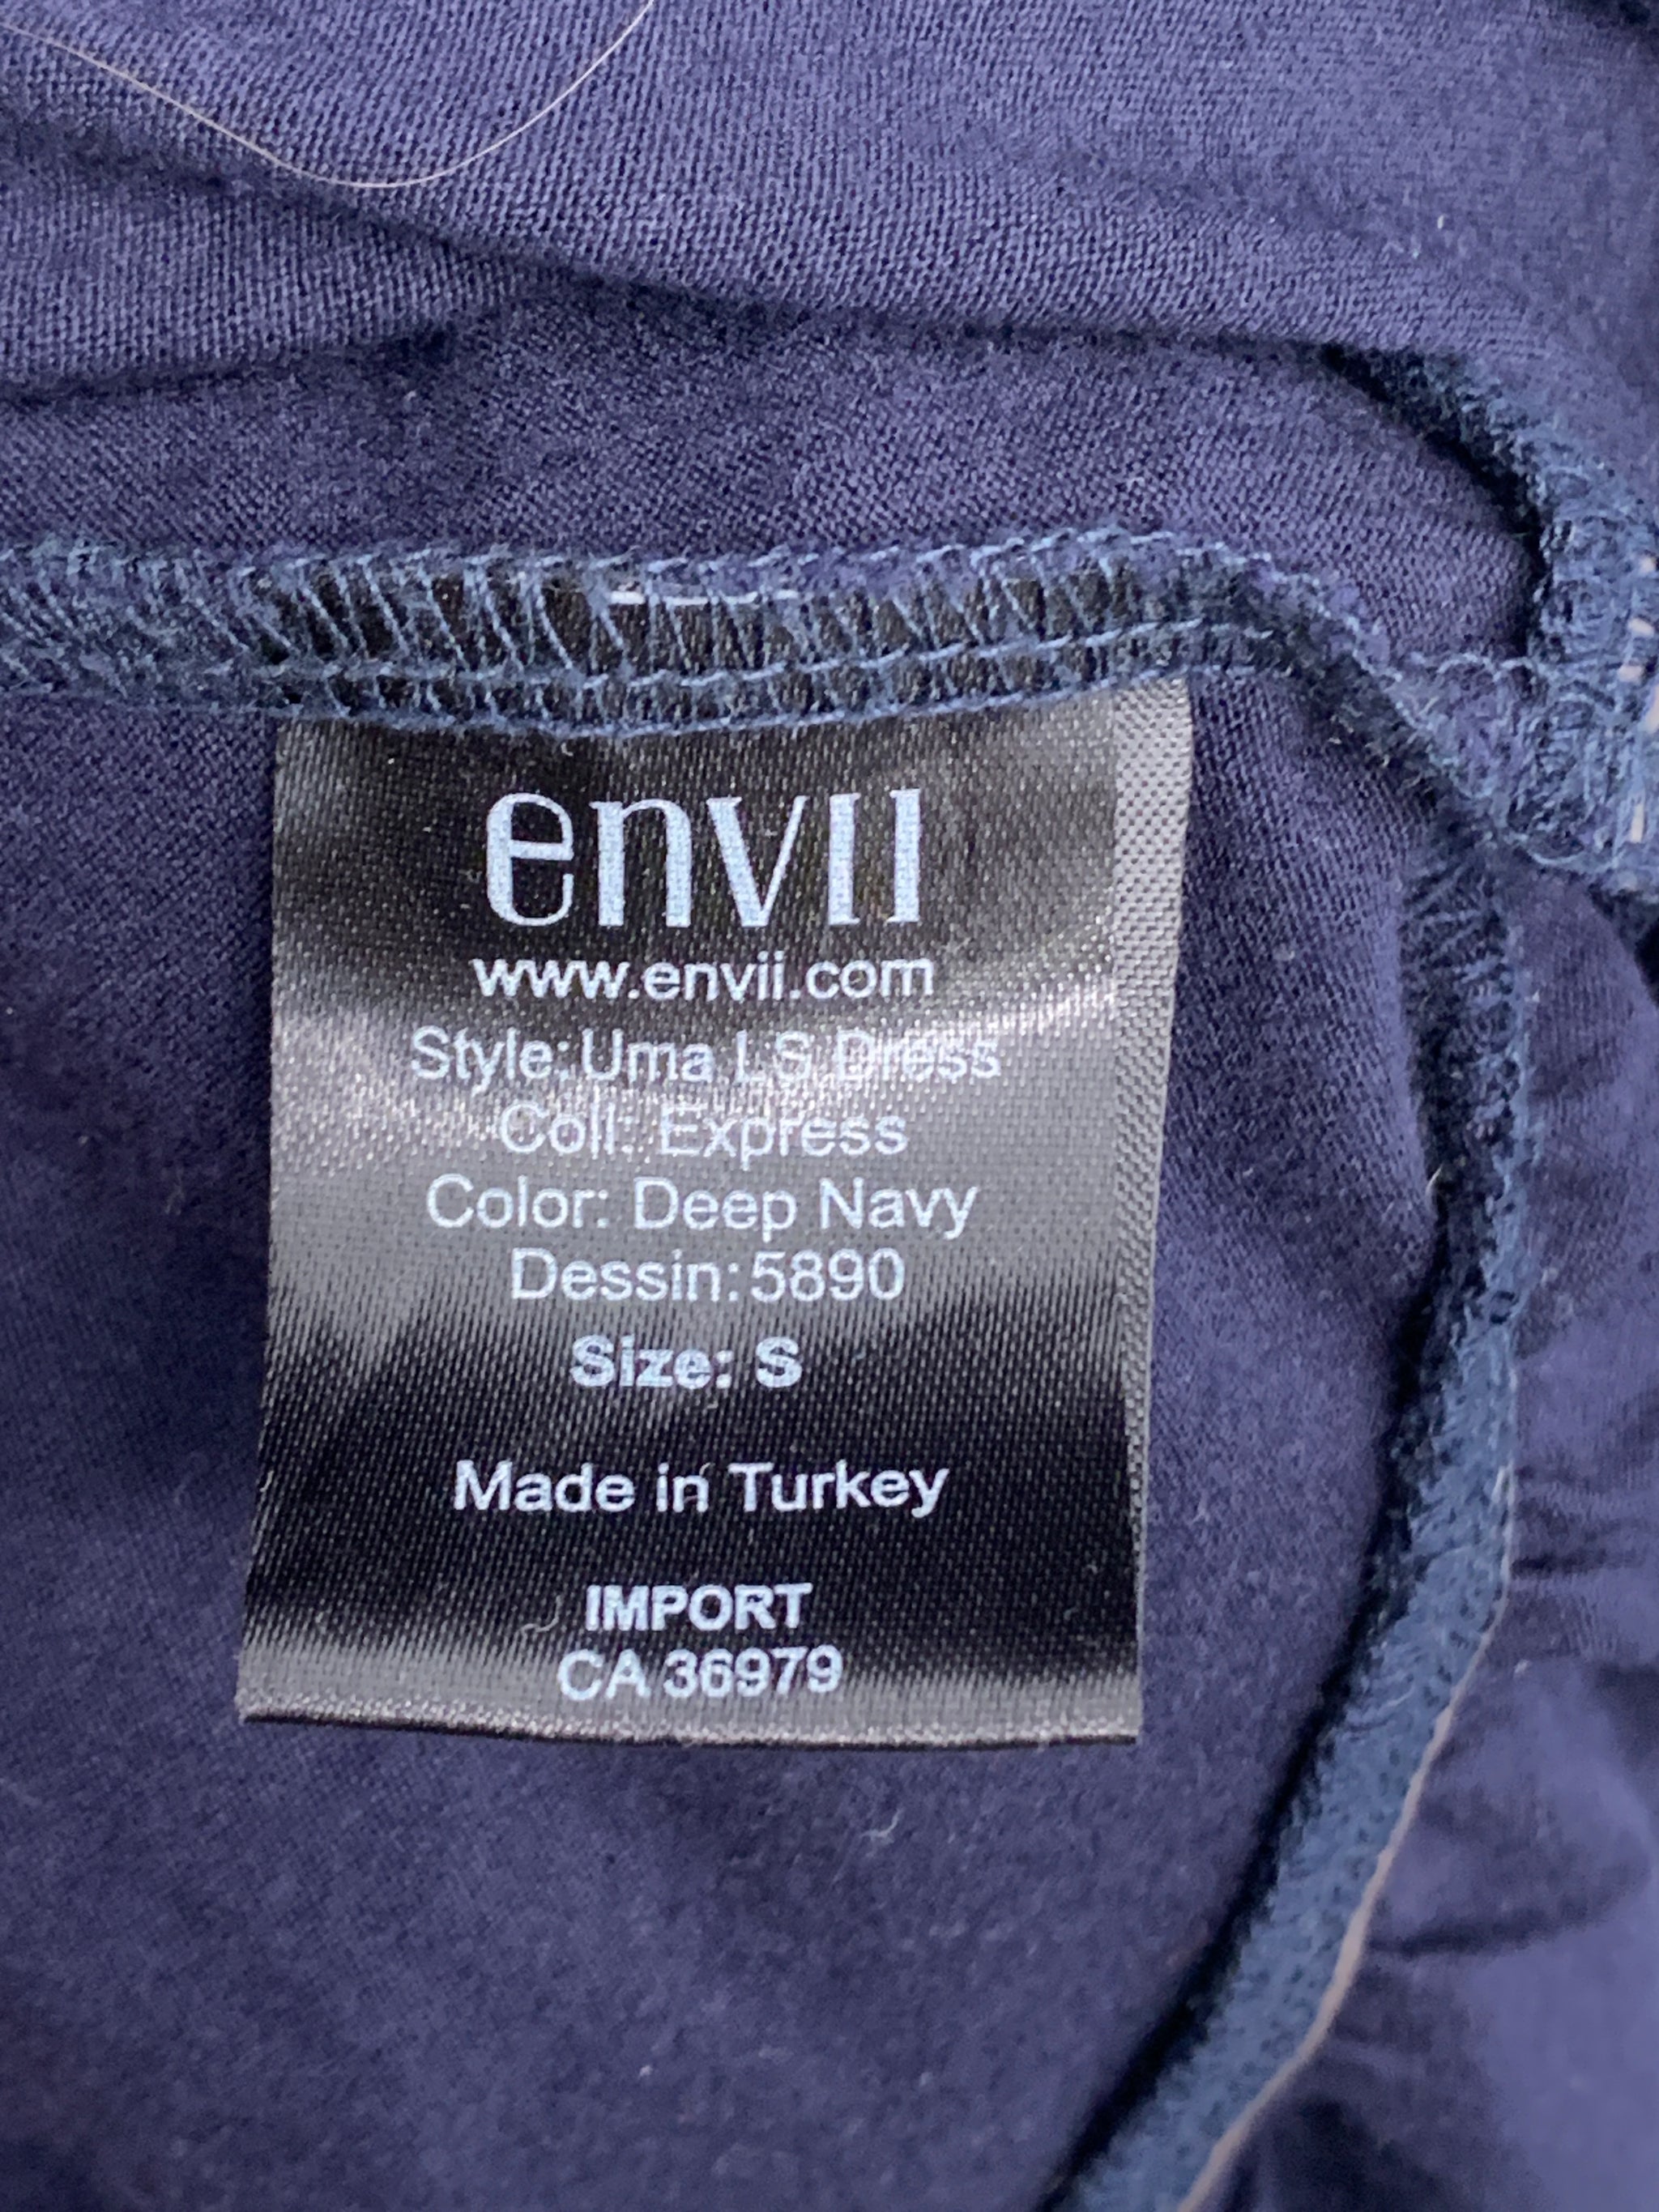 envii
www.envii.com
Style: Uma LS Dress
Coll: Express
Color: Deep Navy
Dessin: 5890
Size: S
Made in Turkey
IMPORT
CA 36979